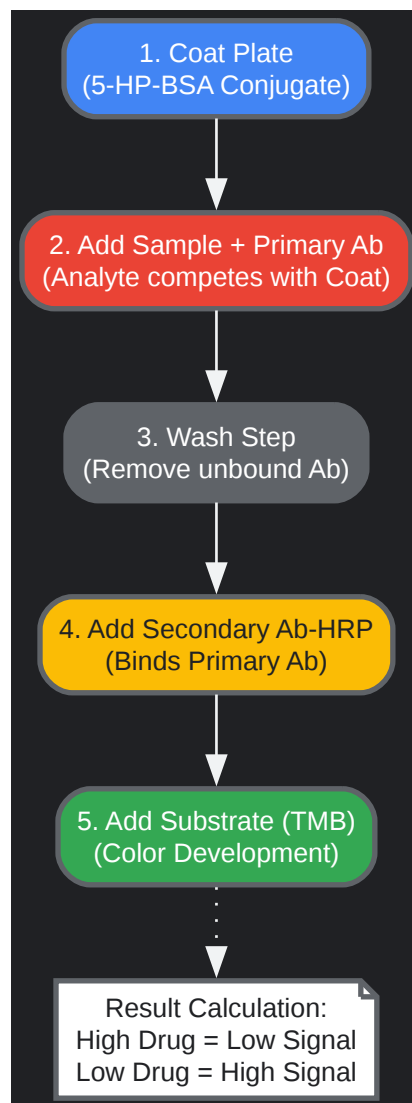 1. Coat Plate
(5-HP-BSA Conjugate)
2. Add Sample + Primary Ab
(Analyte competes with Coat)
3. Wash Step
(Remove unbound Ab)
4. Add Secondary Ab-HRP
(Binds Primary Ab)
5. Add Substrate (TMB)
(Color Development)
Result Calculation:
High Drug = Low Signal
Low Drug = High Signal